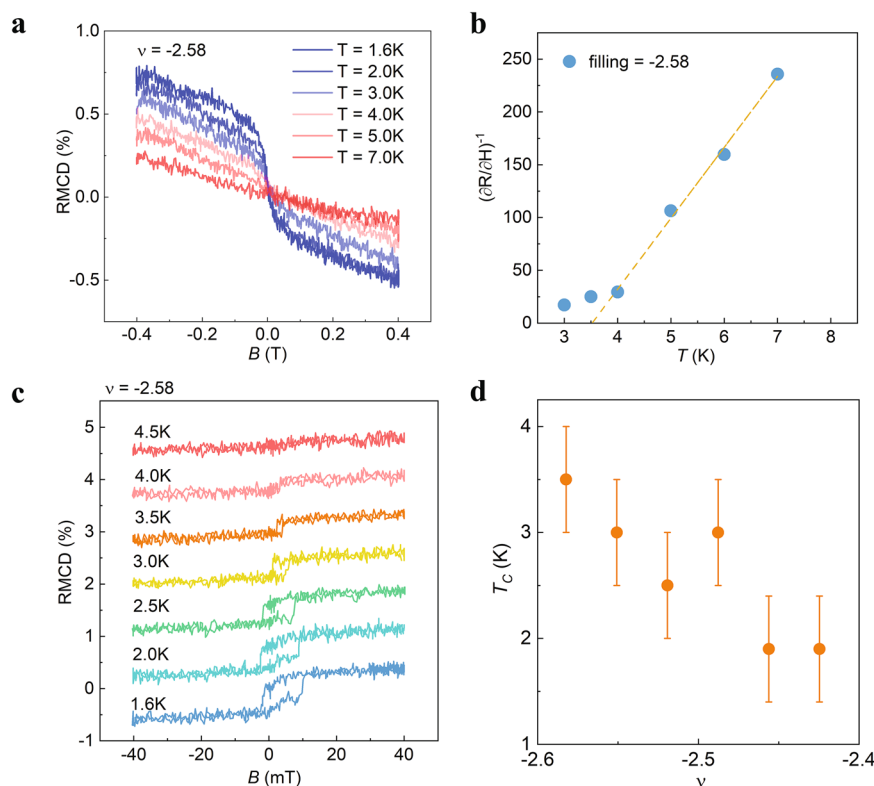 a
ν = -2.58
T = 1.6K
T = 2.0K
T = 3.0K
T = 4.0K
T = 5.0K
T = 7.0K
1.0
0.5
0.0
-0.5
RMCD (%)
-0.4 -0.2 0.0 0.2 0.4
B (T)
b
filling = -2.58
250
200
150
100
50
0
(∂R/∂H)⁻¹
3 4 5 6 7 8
T (K)
c
ν = -2.58
5
4
3
2
1
0
-1
RMCD (%)
4.5K
4.0K
3.5K
3.0K
2.5K
2.0K
1.6K
-40 -20 0 20 40
B (mT)
d
4
3
2
1
T_C (K)
-2.6 -2.5 -2.4
ν